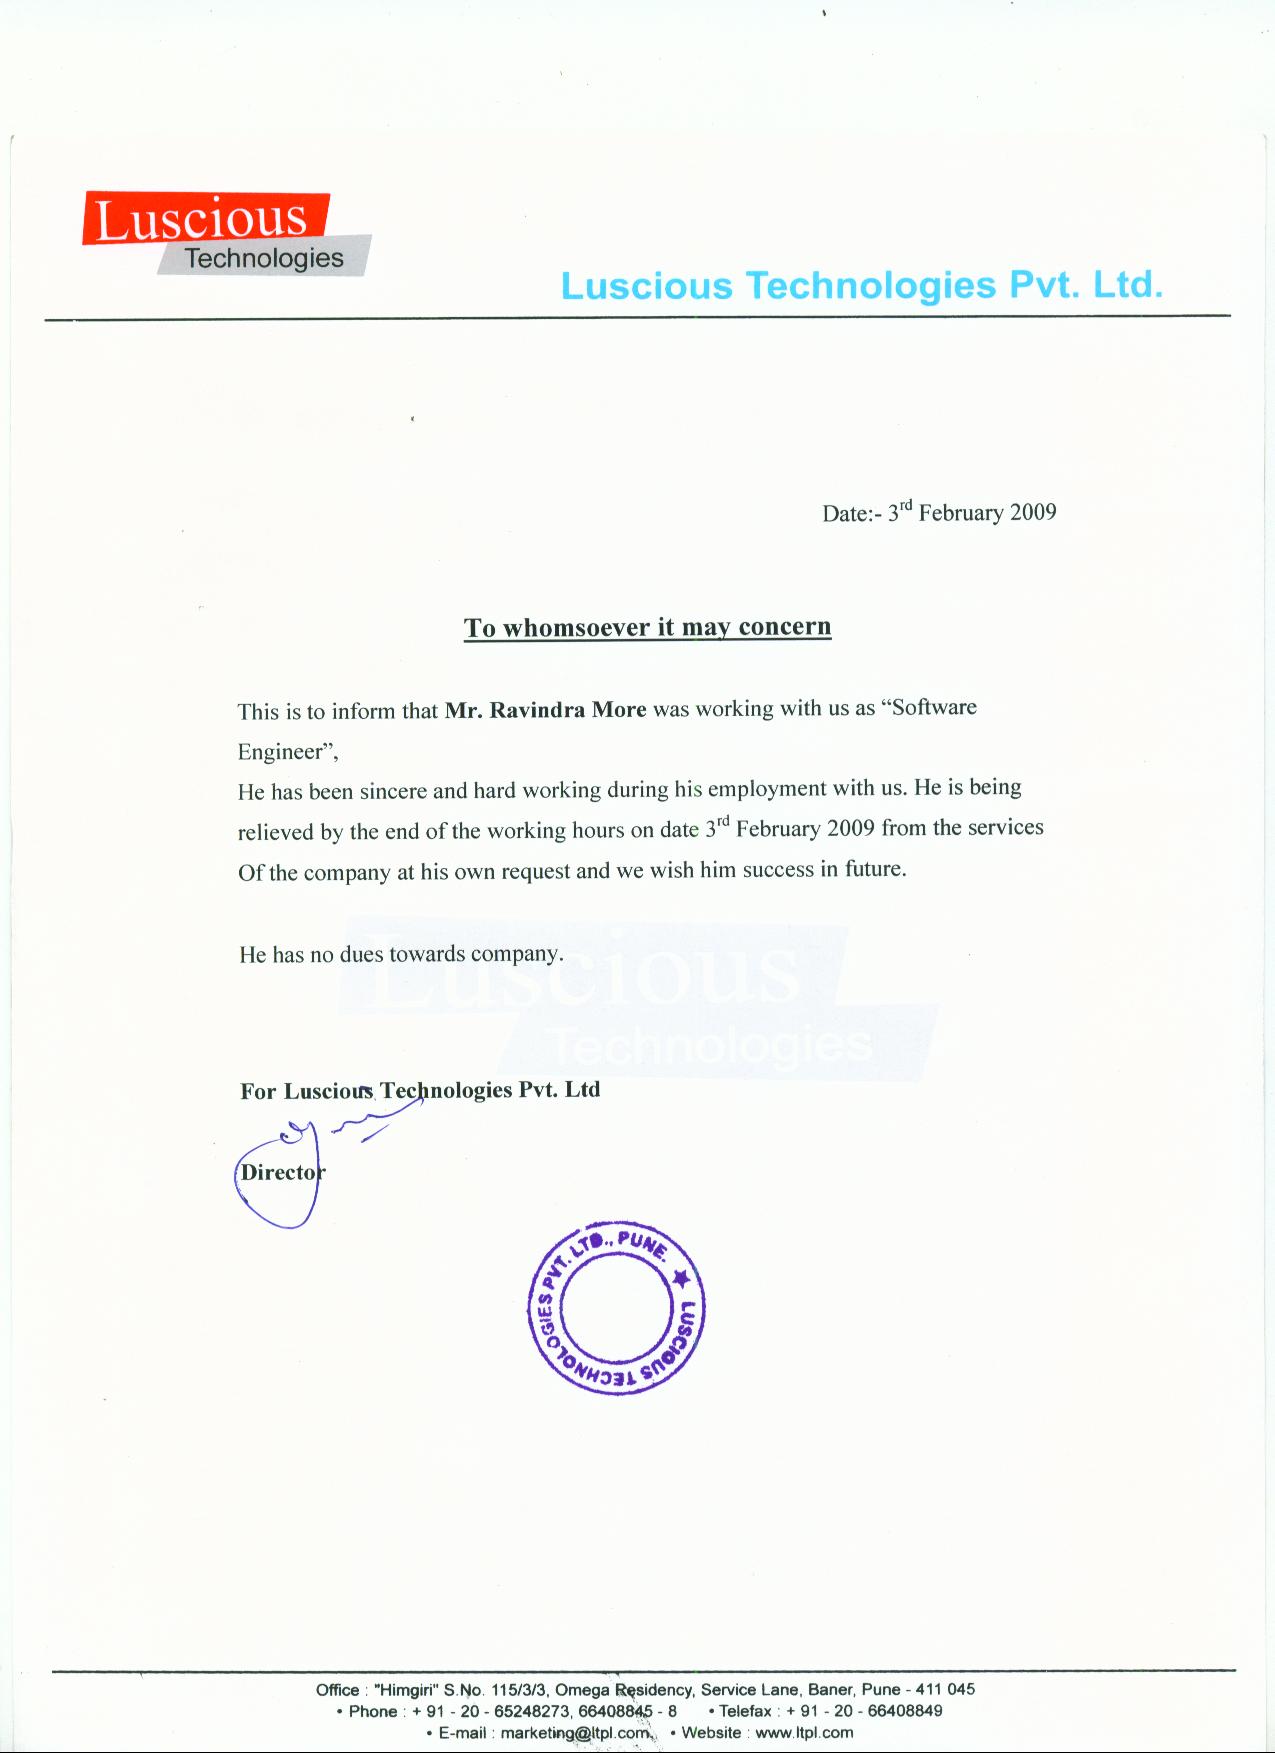 Luscious
Technologies
Luscious Technologies Pvt. Ltd.
Date:- 3rd February 2009
To whomsoever it may concern
This is to inform that Mr. Ravindra More was working with us as “Software
Engineer”,
He has been sincere and hard working during his employment with us. He is being
relieved by the end of the working hours on date 3rd February 2009 from the services
Of the company at his own request and we wish him success in future.
He has no dues towards company.
Luscious
Technologies
For Luscious Technologies Pvt. Ltd
Director
LUSCIOUS TECHNOLOGIES PVT. LTD., PUNE. ★
Office : "Himgiri" S.No. 115/3/3, Omega Residency, Service Lane, Baner, Pune - 411 045
• Phone : + 91 - 20 - 65248273, 66408845 - 8 • Telefax : + 91 - 20 - 66408849
• E-mail : marketing@ltpl.com, • Website : www.ltpl.com